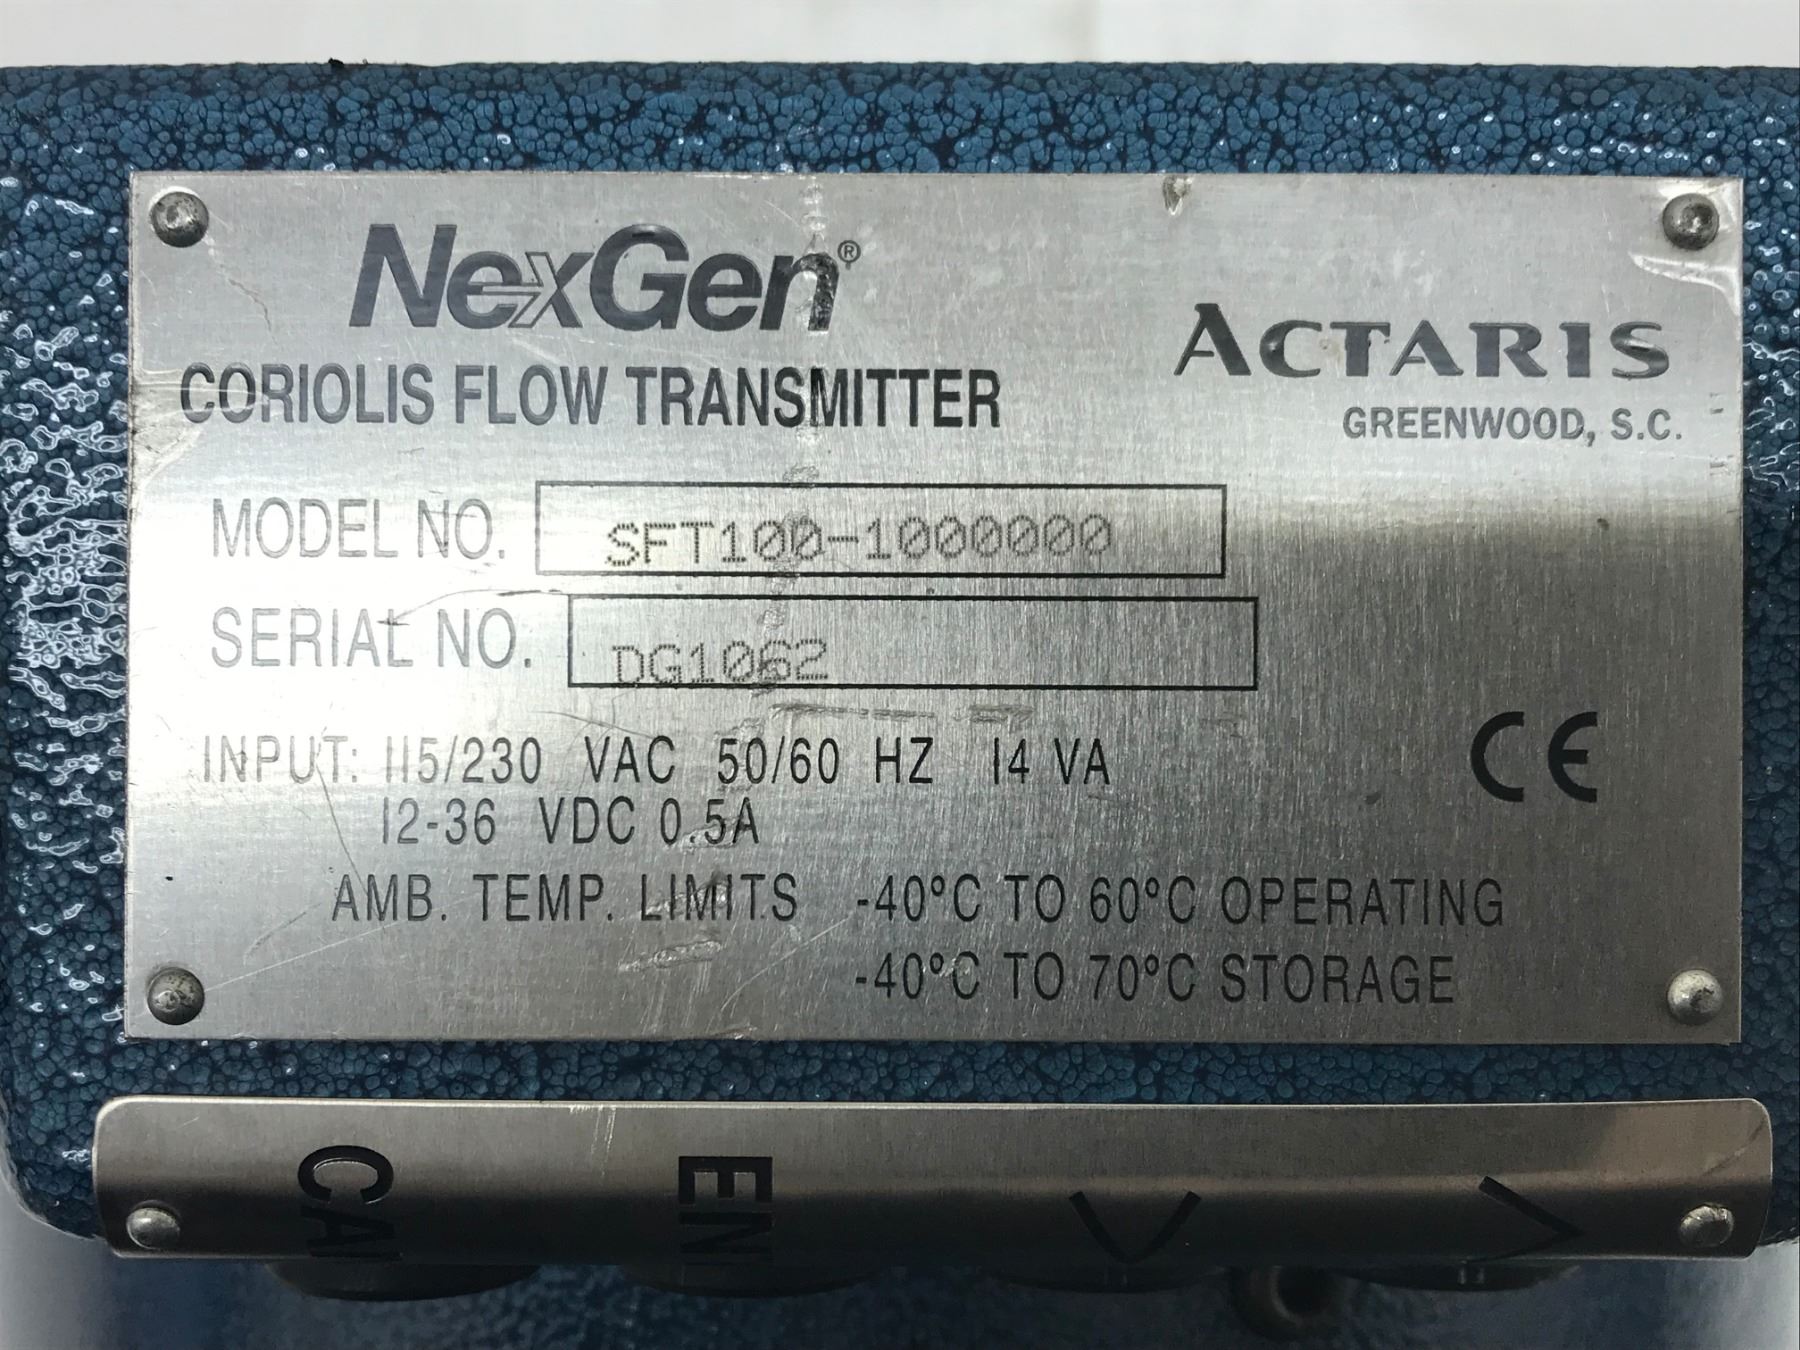 NexGen®
ACTARIS
CORIOLIS FLOW TRANSMITTER
GREENWOOD, S.C.
MODEL NO. SFT100-1000000
SERIAL NO. DG1062
INPUT: 115/230 VAC 50/60 HZ 14 VA
12-36 VDC 0.5A
CE
AMB. TEMP. LIMITS -40°C TO 60°C OPERATING
-40°C TO 70°C STORAGE